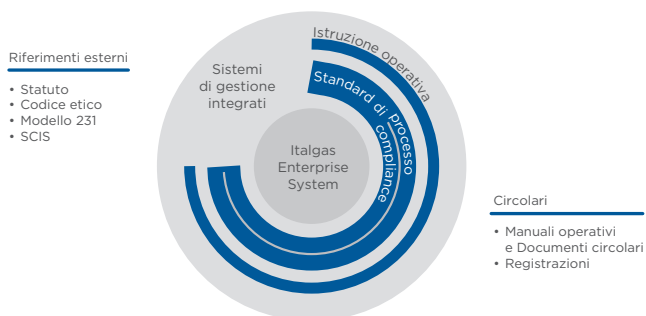 Riferimenti esterni
• Statuto
• Codice etico
• Modello 231
• SCIS
Sistemi
di gestione
integrati
Istruzione operativa
Standard di processo
compliance
Italgas
Enterprise
System
Circolari
• Manuali operativi
e Documenti circolari
• Registrazioni